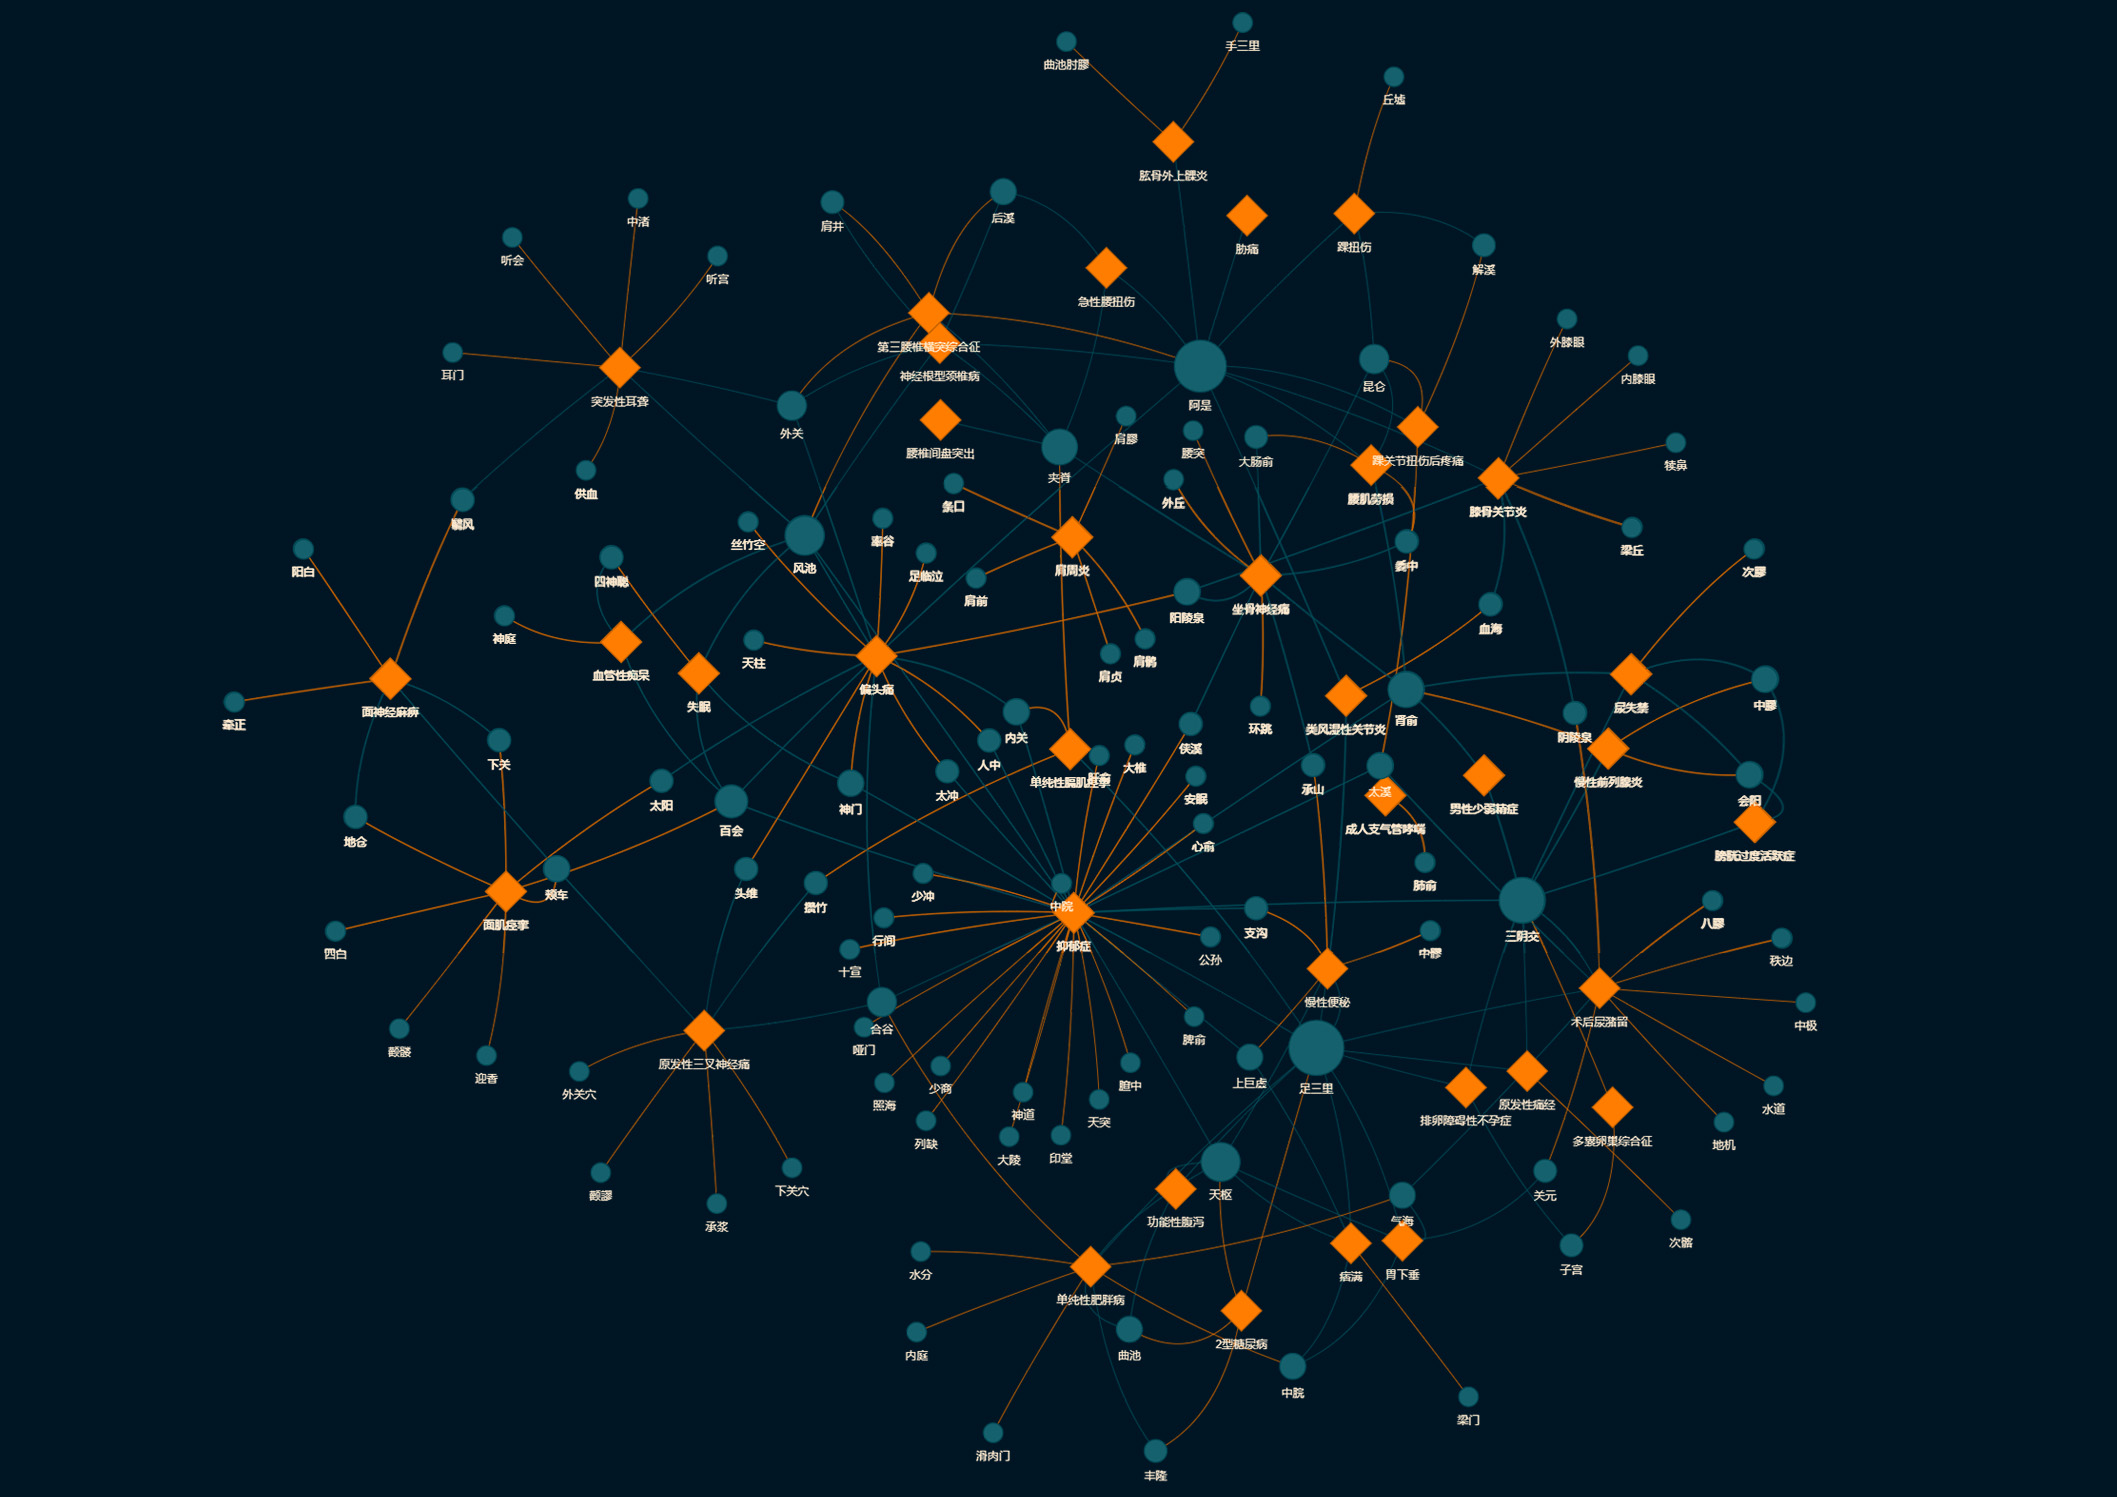 手三里
曲池肘髎
丘墟
肱骨外上髁炎
中渚
肩井
后溪
胁痛
踝扭伤
听会
听宫
解溪
急性腰扭伤
第三腰椎横突综合征
外膝眼
耳门
神经根型颈椎病
内膝眼
突发性耳聋
昆仑
阿是
外关
肩髎
腰椎间盘突出
腰突
大肠俞
踝关节扭伤后疼痛
犊鼻
夹脊
供血
条口
外丘
腰肌劳损
膝骨关节炎
翳风
丝竹空
率谷
梁丘
阳白
四神聪
风池
足临泣
肩周炎
委中
次髎
肩前
坐骨神经痛
神庭
阳陵泉
血海
血管性痴呆
天柱
肩贞
肩髃
面神经麻痹
失眠
偏头痛
牵正
内关
环跳
类风湿性关节炎
肾俞
尿失禁
中髎
阴陵泉
下关
人中
侠溪
大椎
单纯性膈肌痉挛
慢性前列腺炎
太阳
神门
太冲
安眠
承山
太溪
男性少弱精症
会阳
百会
地仓
心俞
成人支气管哮喘
膀胱过度活跃症
颊车
头维
攒竹
少冲
肺俞
中院
面肌痉挛
四白
行间
抑郁症
支沟
三阴交
八髎
十宣
公孙
中髎
秩边
慢性便秘
术后尿潴留
中极
合谷
哑门
脾俞
颧髎
原发性三叉神经痛
迎香
外关穴
上巨虚
足三里
膻中
少商
照海
神道
天突
排卵障碍性不孕症
原发性痛经
水道
列缺
大陵
印堂
多囊卵巢综合征
地机
下关穴
天枢
关元
承浆
功能性腹泻
气海
次髂
水分
单纯性肥胖病
痞满
胃下垂
子宫
内庭
曲池
2型糖尿病
中脘
梁门
滑肉门
丰隆